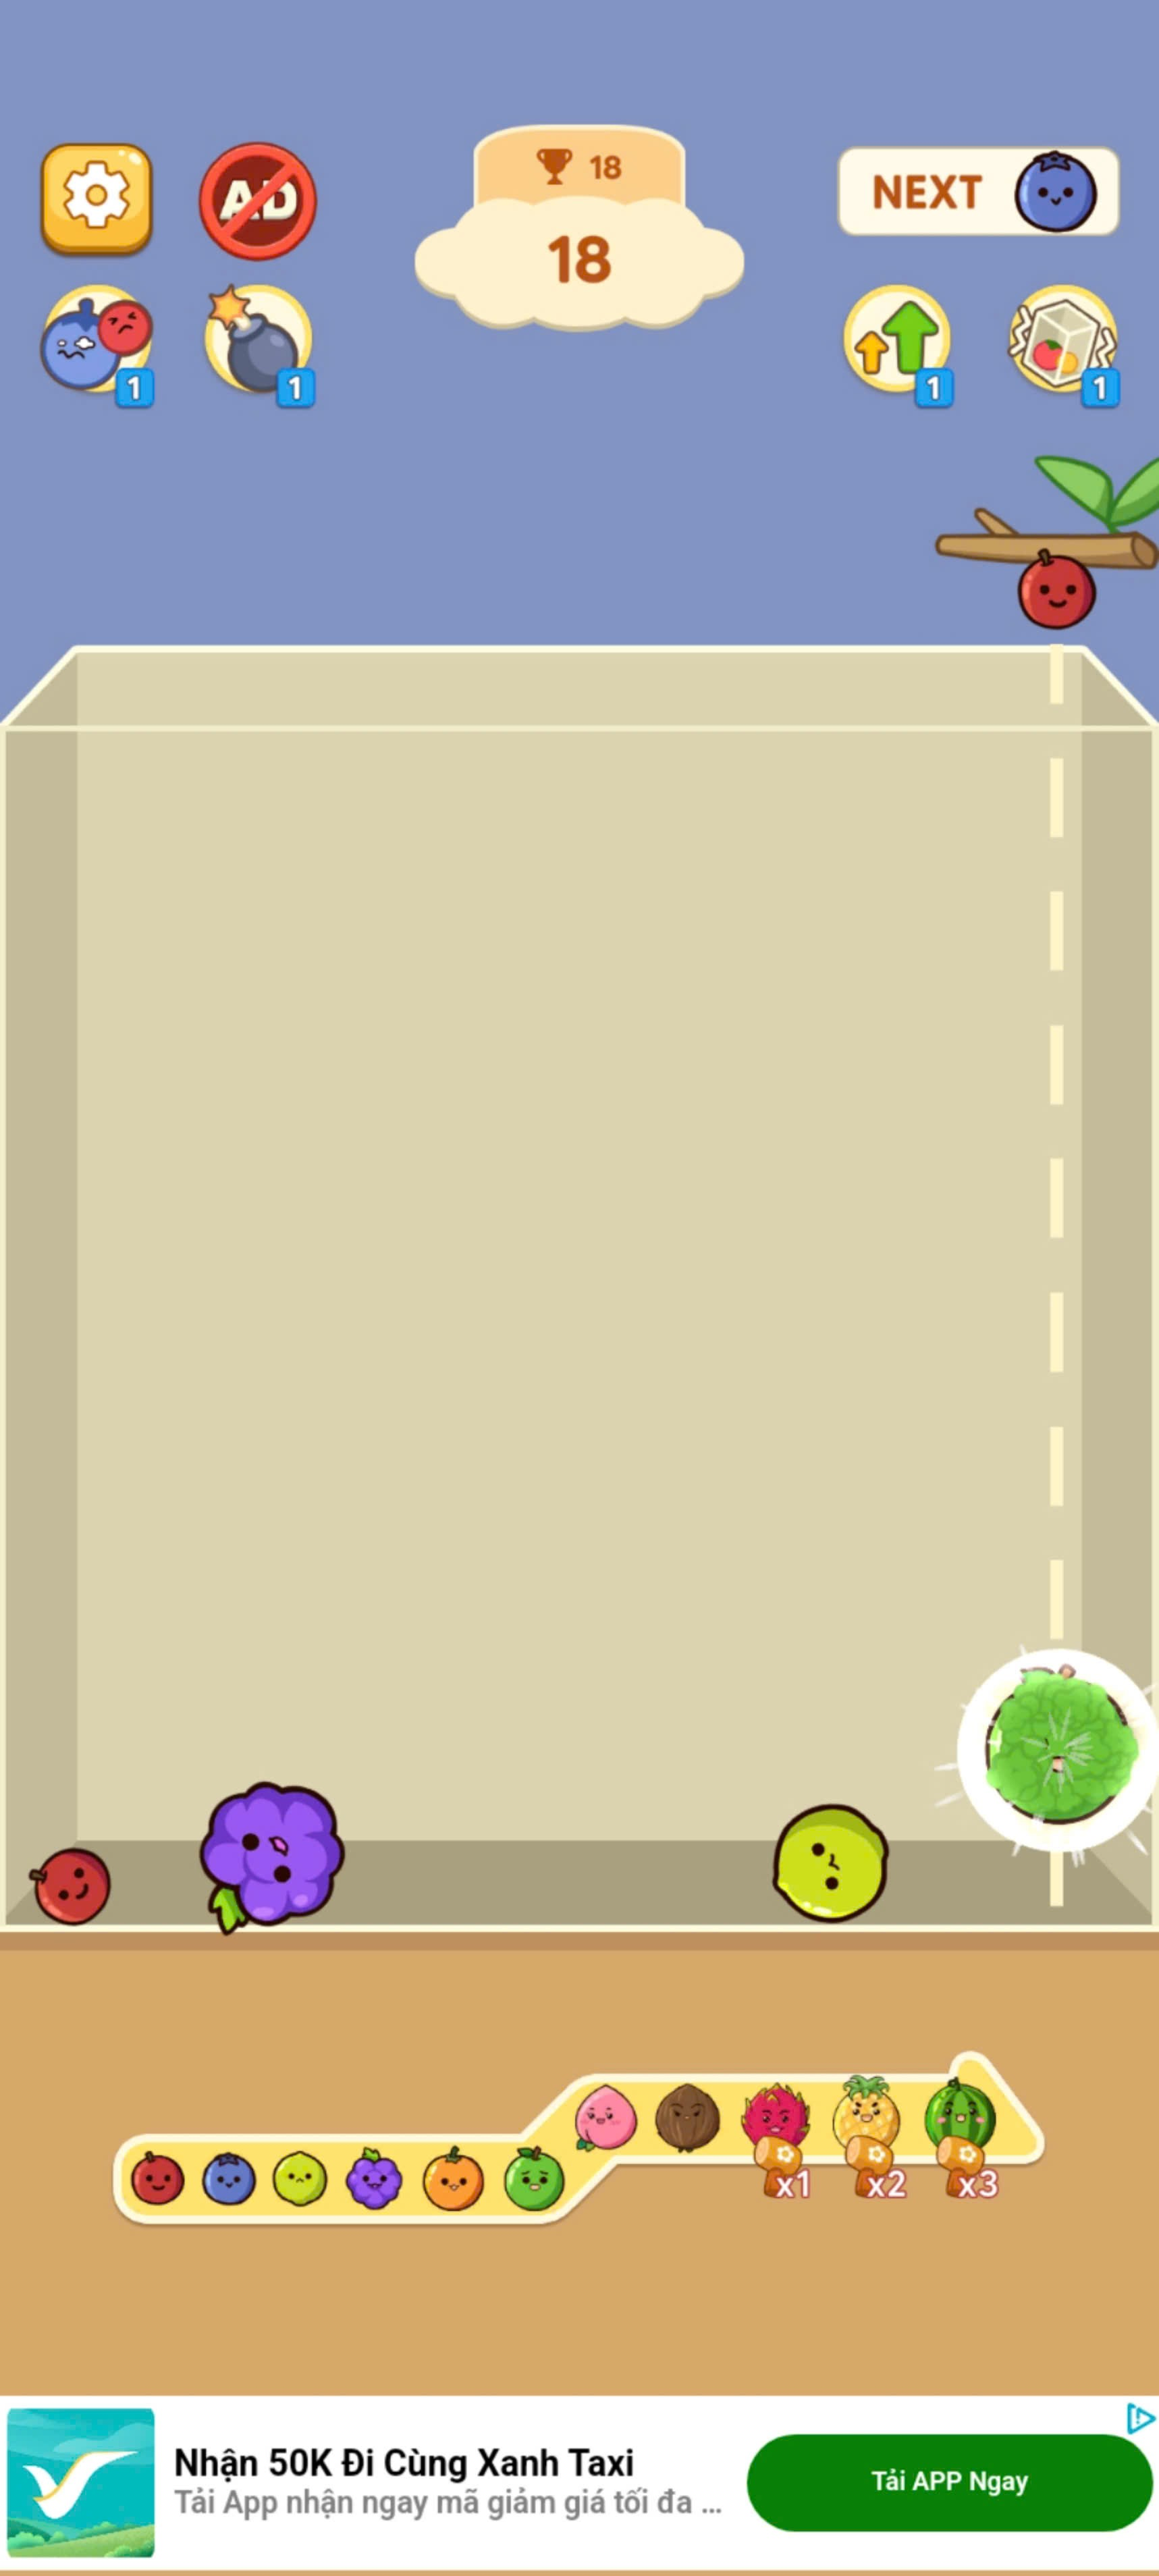 AD
18
18
NEXT
1
1
1
1
x1
x2
x3
Nhận 50K Đi Cùng Xanh Taxi
Tải App nhận ngay mã giảm giá tối đa ...
Tải APP Ngay